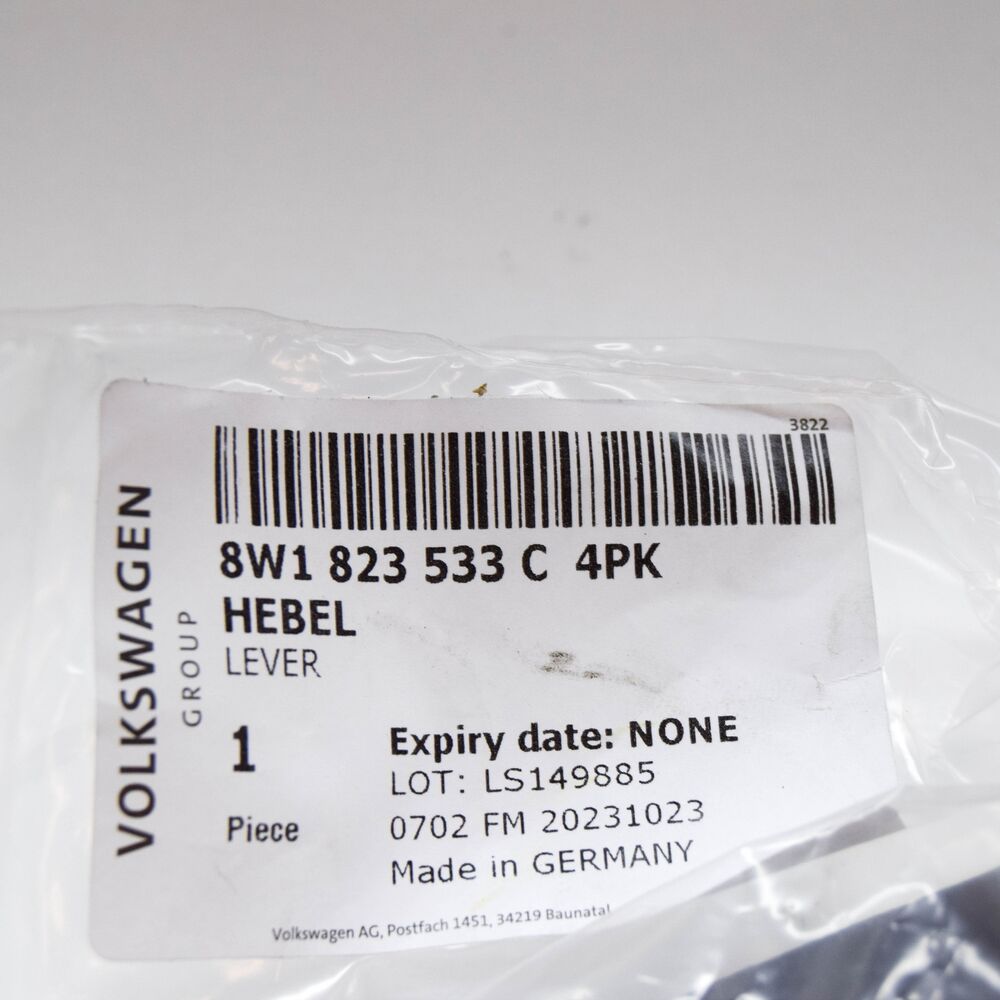 3822
8W1 823 533 C 4PK
HEBEL
LEVER
VOLKSWAGEN
GROUP
1
Piece
Expiry date: NONE
LOT: LS149885
0702 FM 20231023
Made in GERMANY
Volkswagen AG, Postfach 1451, 34219 Baunatal